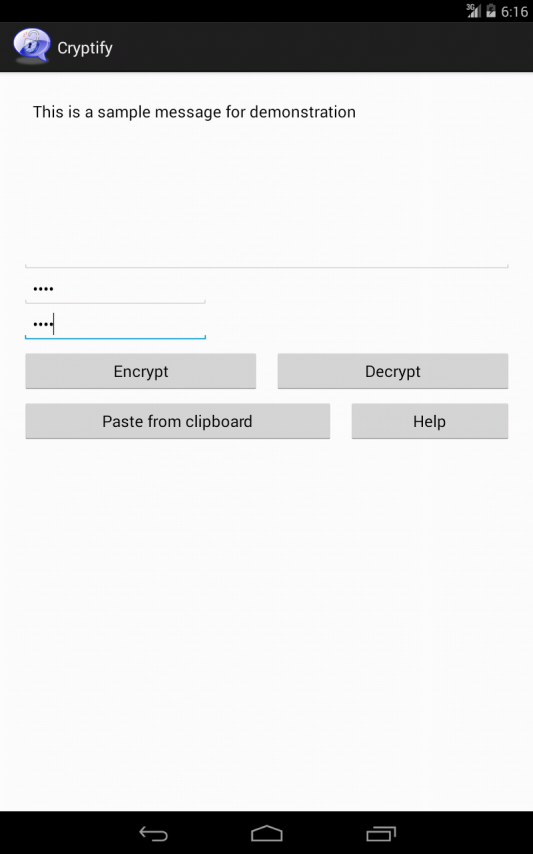 3G 6:16
Cryptify
This is a sample message for demonstration
••••
••••
Encrypt Decrypt
Paste from clipboard Help